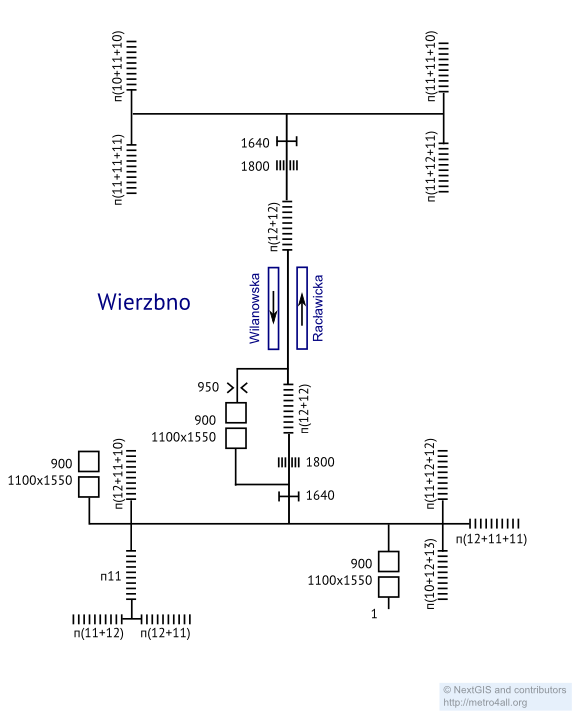 п(10+11+10)
п(11+11+10)
п(11+11+11)
1640
1800
п(11+12+11)
п(12+12)
Wierzbno
Wilanowska
Racławicka
950
900
1100x1550
п(12+12)
1800
1640
900
1100x1550
п(12+11+10)
п(11+12+12)
п(12+11+11)
п11
900
1100x1550
п(10+12+13)
1
п(11+12)
п(12+11)
© NextGIS and contributors
http://metro4all.org